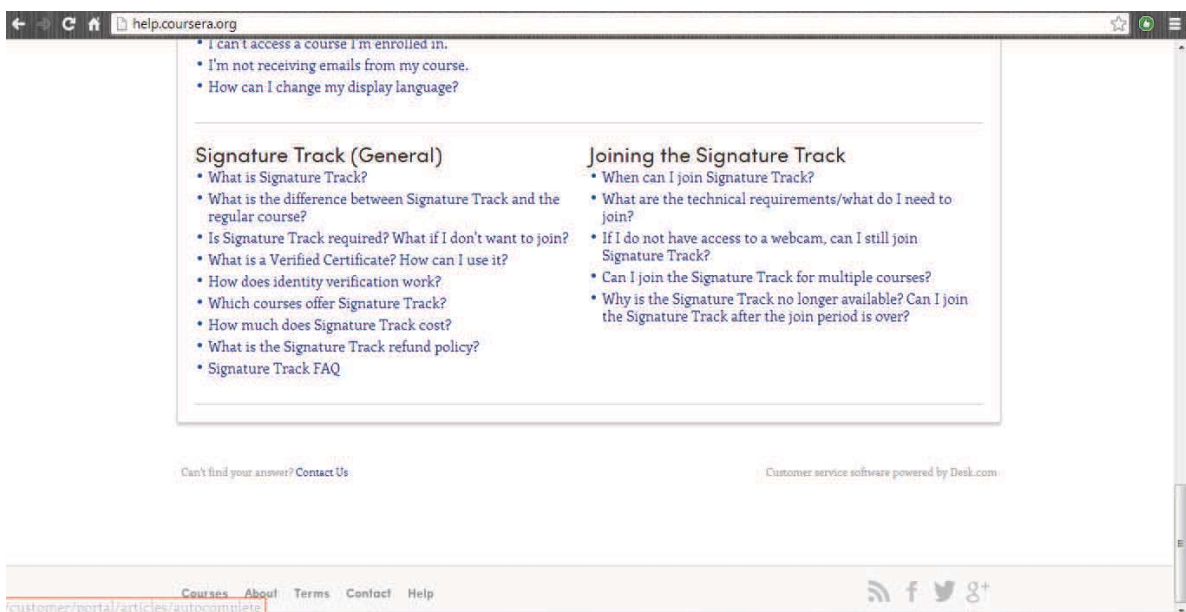 help.coursera.org
• I can't access a course I'm enrolled in.
• I'm not receiving emails from my course.
• How can I change my display language?
Signature Track (General)
• What is Signature Track?
• What is the difference between Signature Track and the
regular course?
• Is Signature Track required? What if I don't want to join?
• What is a Verified Certificate? How can I use it?
• How does identity verification work?
• Which courses offer Signature Track?
• How much does Signature Track cost?
• What is the Signature Track refund policy?
• Signature Track FAQ
Joining the Signature Track
• When can I join Signature Track?
• What are the technical requirements/what do I need to
join?
• If I do not have access to a webcam, can I still join
Signature Track?
• Can I join the Signature Track for multiple courses?
• Why is the Signature Track no longer available? Can I join
the Signature Track after the join period is over?
Can't find your answer? Contact Us
Customer service software powered by Desk.com
Courses About Terms Contact Help
/customer/portal/articles/autocomplete